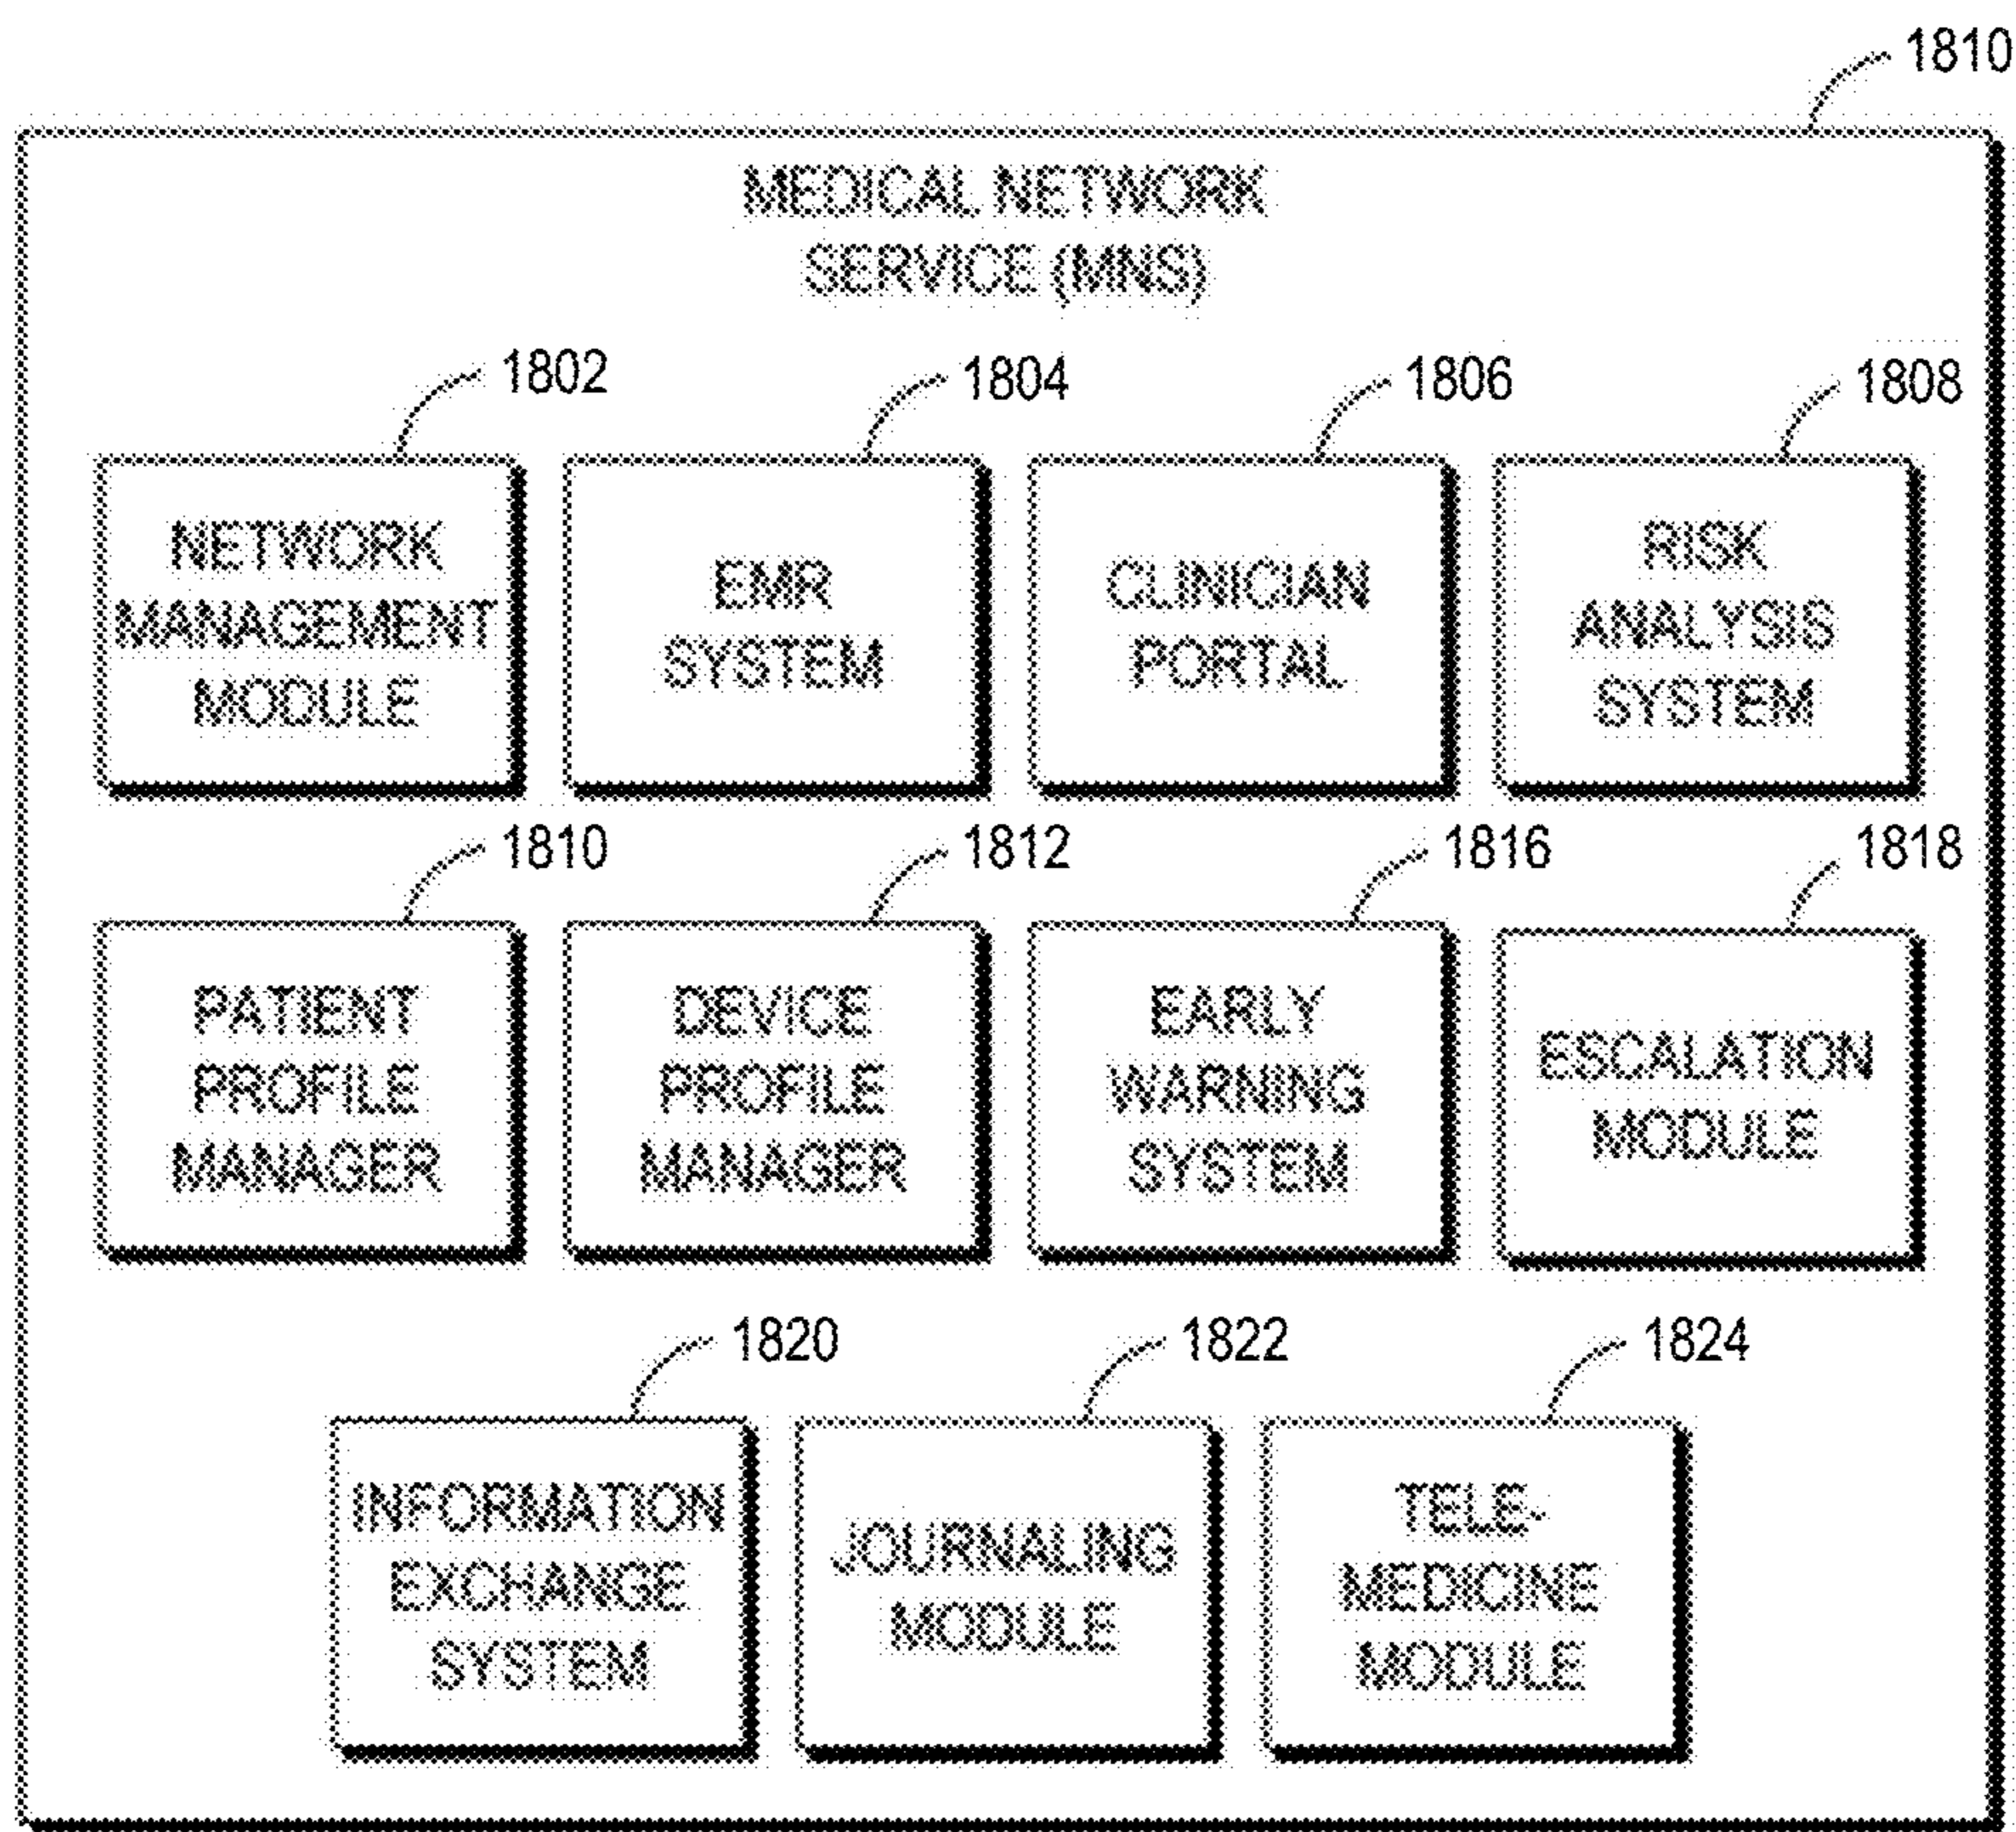 1810
MEDICAL NETWORK
SERVICE (MNS)
1802
1804
1806
1808
NETWORK
MANAGEMENT
MODULE
EMR
SYSTEM
CLINICIAN
PORTAL
RISK
ANALYSIS
SYSTEM
1810
1812
1816
1818
PATIENT
PROFILE
MANAGER
DEVICE
PROFILE
MANAGER
EARLY
WARNING
SYSTEM
ESCALATION
MODULE
1820
1822
1824
INFORMATION
EXCHANGE
SYSTEM
JOURNALING
MODULE
TELE-
MEDICINE
MODULE